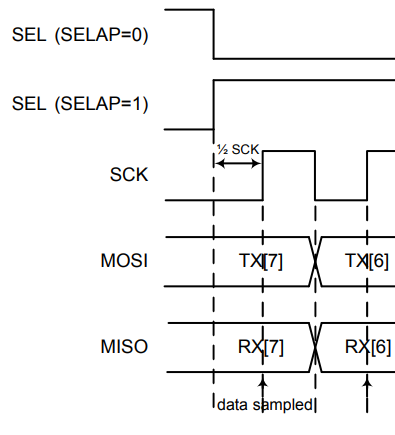 SEL (SELAP=0)
SEL (SELAP=1)
½ SCK
SCK
MOSI TX[7] TX[6]
MISO RX[7] RX[6]
data sampled